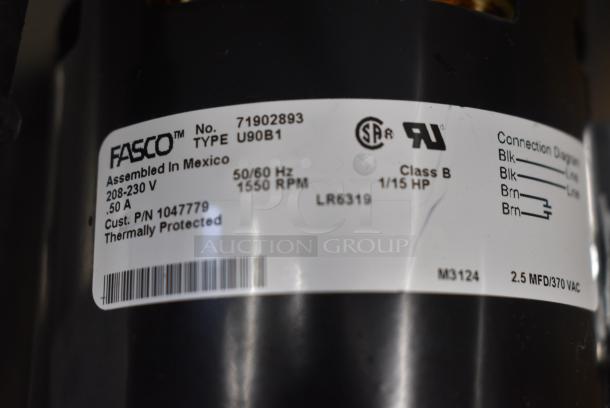 FASCO™ No. 71902893
TYPE U90B1
Assembled In Mexico
208-230 V 50/60 Hz Class B
.50 A 1550 RPM 1/15 HP
Cust. P/N 1047779 LR6319
Thermally Protected
SA R
Connection Diagram
Blk Line
Blk Line
Brn
Brn
M3124 2.5 MFD/370 VAC
PCI
AUCTION GROUP